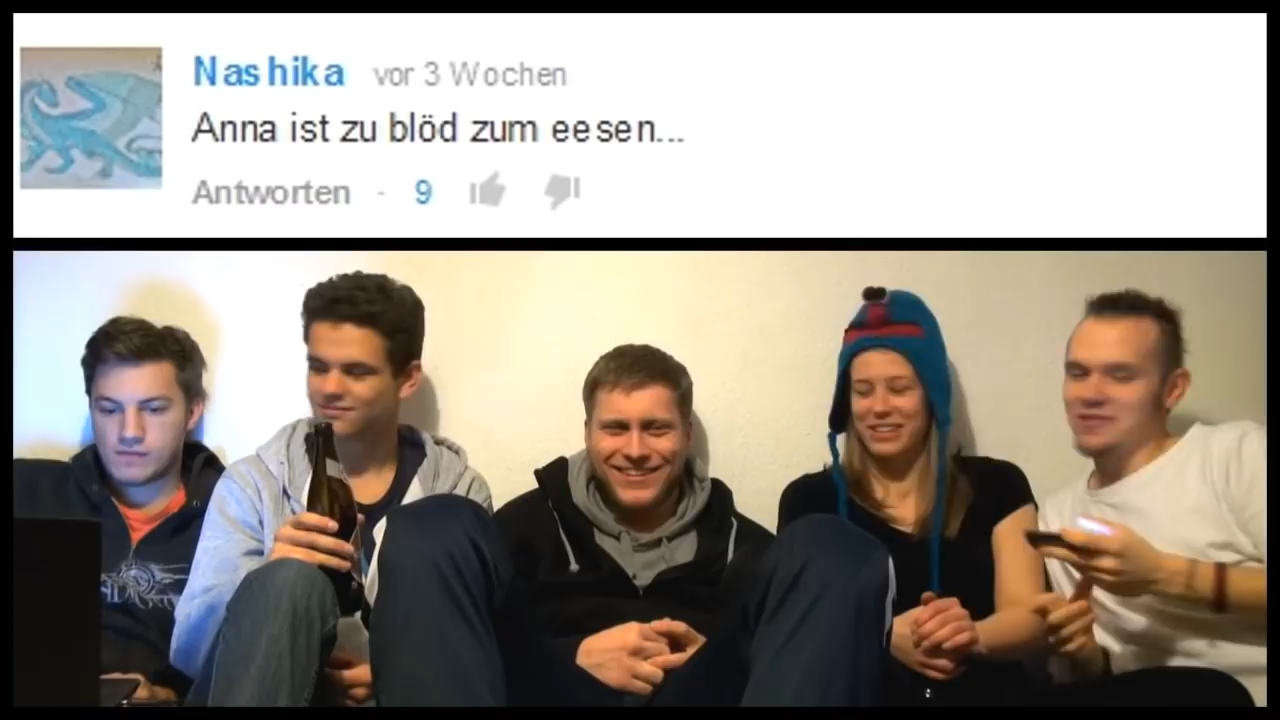 Nashika vor 3 Wochen
Anna ist zu blöd zum eesen...
Antworten · 9